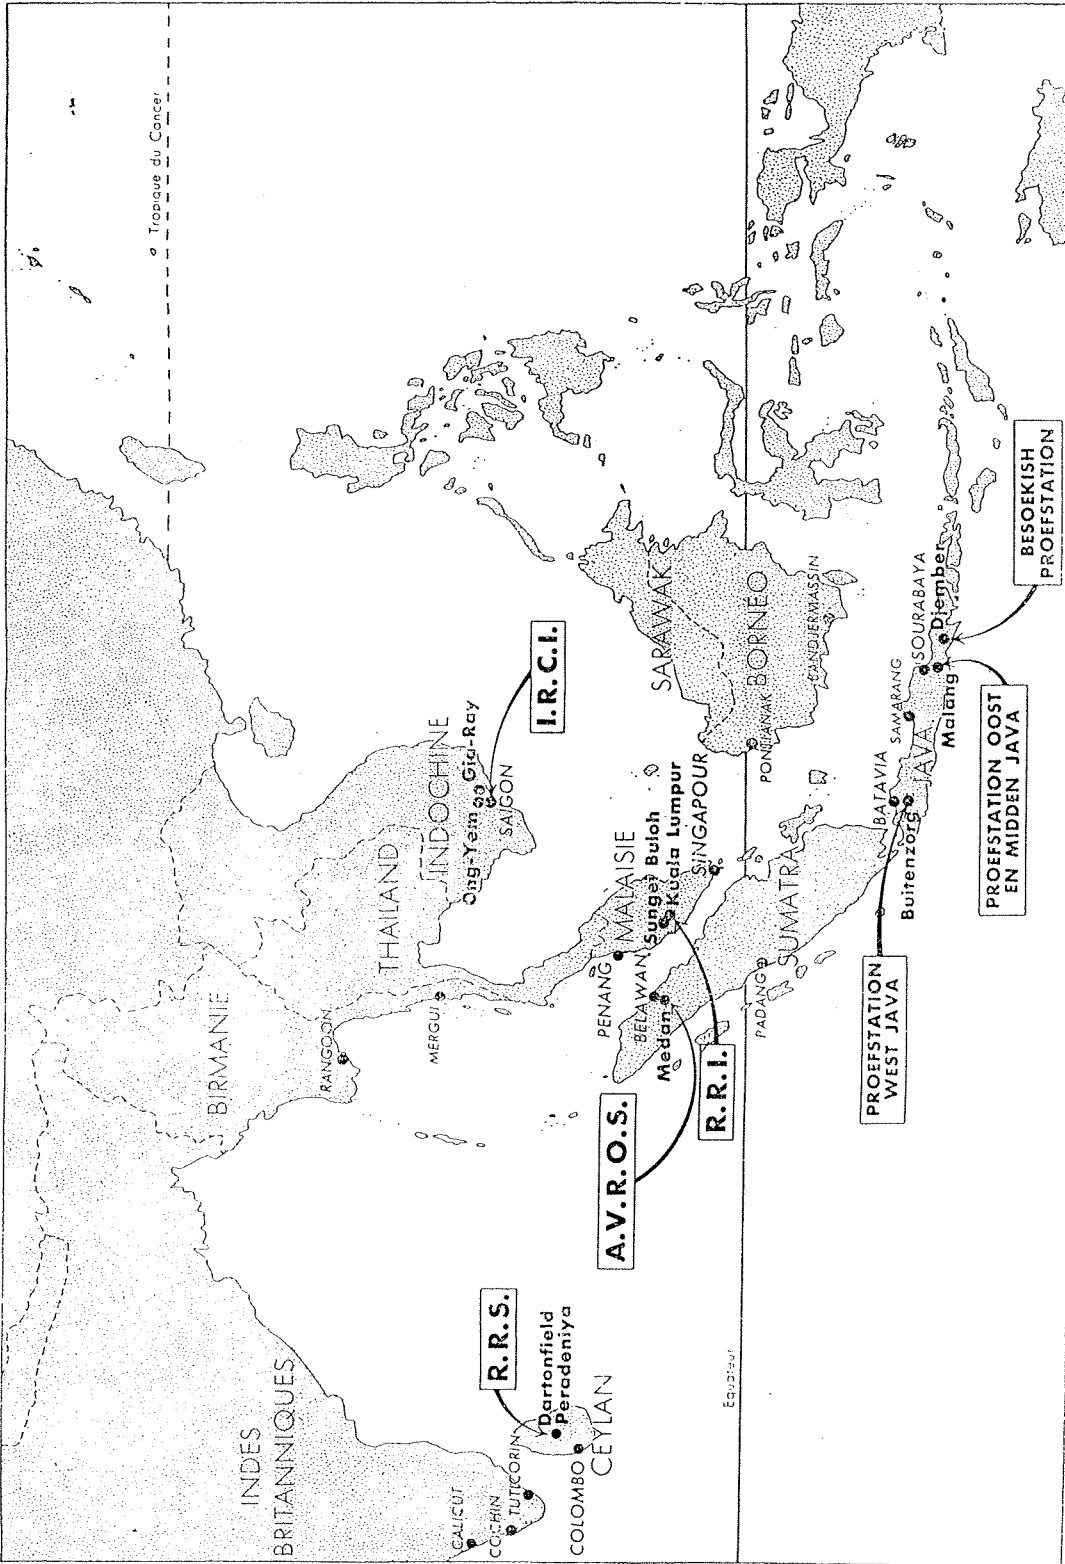 Tropique du Cancer
INDES
BRITANNIQUES
BIRMANIE
RANGOON
THAILAND
MERGUI
INDOCHINE
Ong-Yem
Gia-Ray
SAIGON
I.R.C.I.
CALICUT
COCHIN
TUTICORIN
R.R.S.
Dartonfield
Peradeniya
COLOMBO
CEYLAN
PENANG
MALAISIE
BELAWAN
Sungei Buloh
Medan
Kuala Lumpur
SINGAPOUR
A.V.R.O.S.
R.R.I.
SARAWAK
BORNÉO
PONTIANAK
BANDJERMASSIN
Equateur
PADANG
SUMATRA
BATAVIA
SAMARANG
SOURABAYA
Buitenzorg
JAVA
Malang
Djember
PROEFSTATION
WEST JAVA
PROEFSTATION OOST
EN MIDDEN JAVA
BESOEKISH
PROEFSTATION